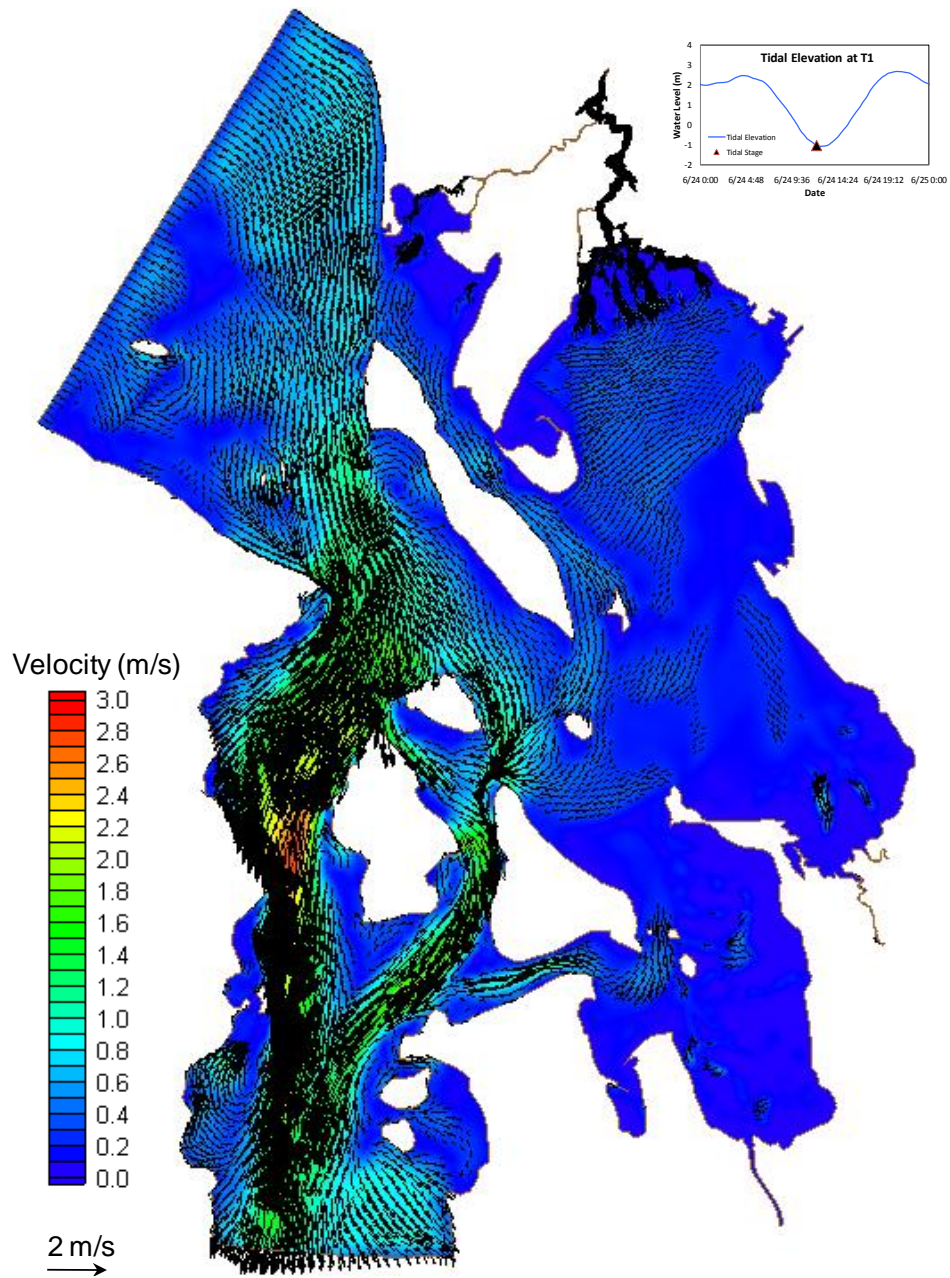 Tidal Elevation at T1
4
3
2
1
0
-1
-2
Water Level (m)
Tidal Elevation
Tidal Stage
6/24 0:00 6/24 4:48 6/24 9:36 6/24 14:24 6/24 19:12 6/25 0:00
Date
Velocity (m/s)
3.0
2.8
2.6
2.4
2.2
2.0
1.8
1.6
1.4
1.2
1.0
0.8
0.6
0.4
0.2
0.0
2 m/s